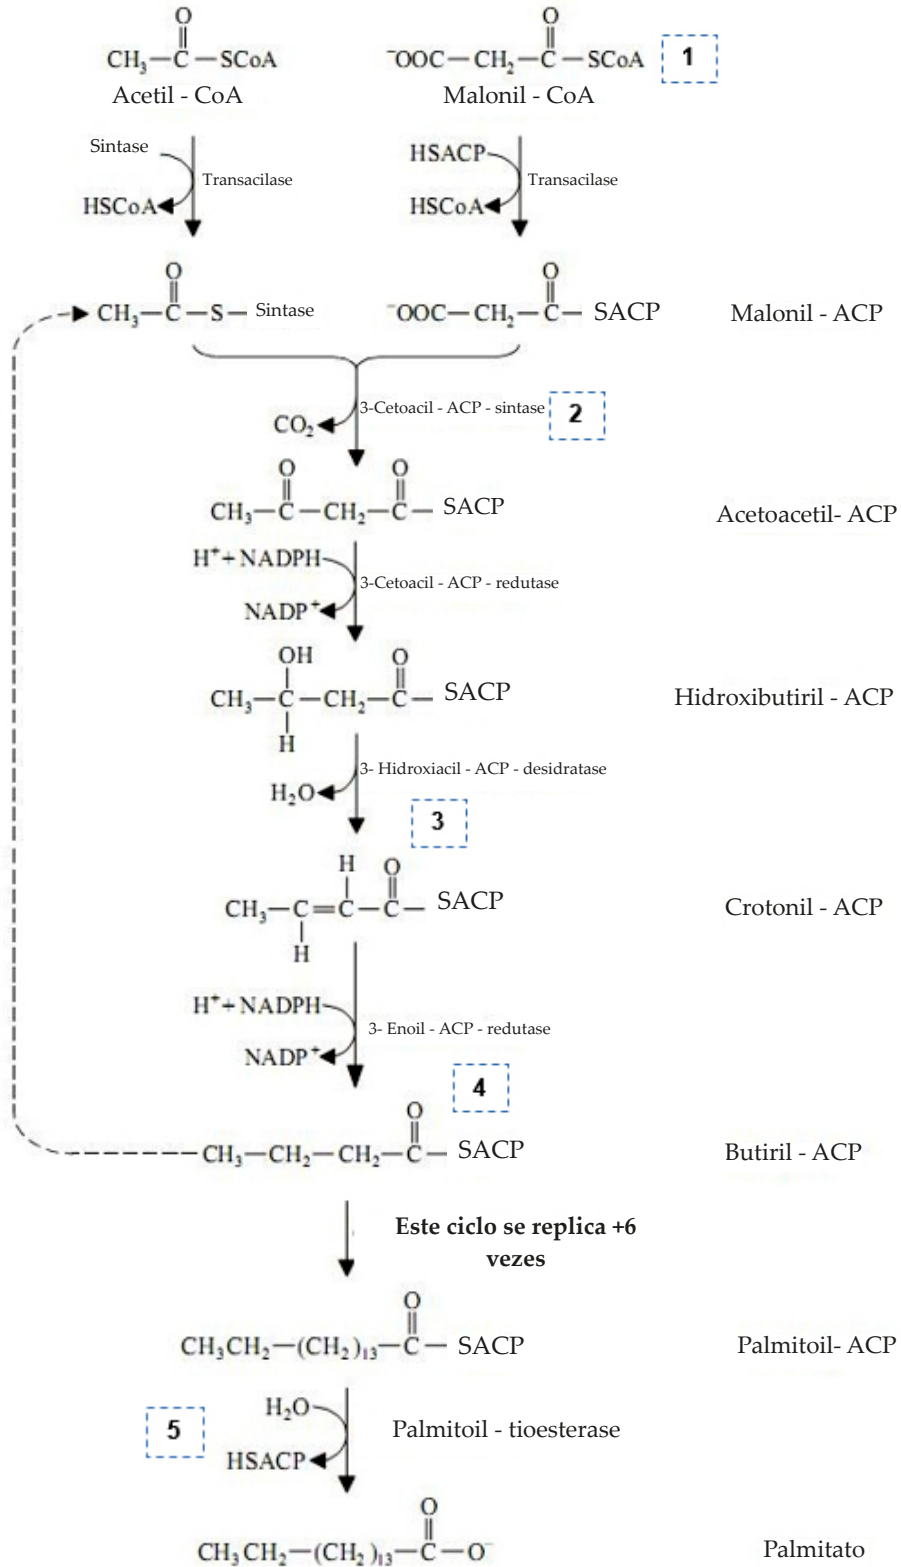 O
CH₃—C—SCoA
Acetil - CoA
O
⁻OOC—CH₂—C—SCoA
1
Malonil - CoA
Sintase
Transacilase
HSCoA
HSACP
Transacilase
HSCoA
O
CH₃—C—S— Sintase
O
⁻OOC—CH₂—C— SACP
Malonil - ACP
3-Cetoacil - ACP - sintase
2
CO₂
O O
CH₃—C—CH₂—C— SACP
Acetoacetil- ACP
H⁺+ NADPH
3-Cetoacil - ACP - redutase
NADP⁺
OH O
CH₃—C—CH₂—C— SACP
Hidroxibutiril - ACP
H
3- Hidroxiacil - ACP - desidratase
H₂O
3
H O
CH₃—C=C—C— SACP
Crotonil - ACP
H
H⁺+ NADPH
3- Enoil - ACP - redutase
NADP⁺
4
O
CH₃—CH₂—CH₂—C— SACP
Butiril - ACP
Este ciclo se replica +6
vezes
O
CH₃CH₂—(CH₂)₁₃—C— SACP
Palmitoil- ACP
H₂O
5
Palmitoil - tioesterase
HSACP
O
CH₃CH₂—(CH₂)₁₃—C—O⁻
Palmitato